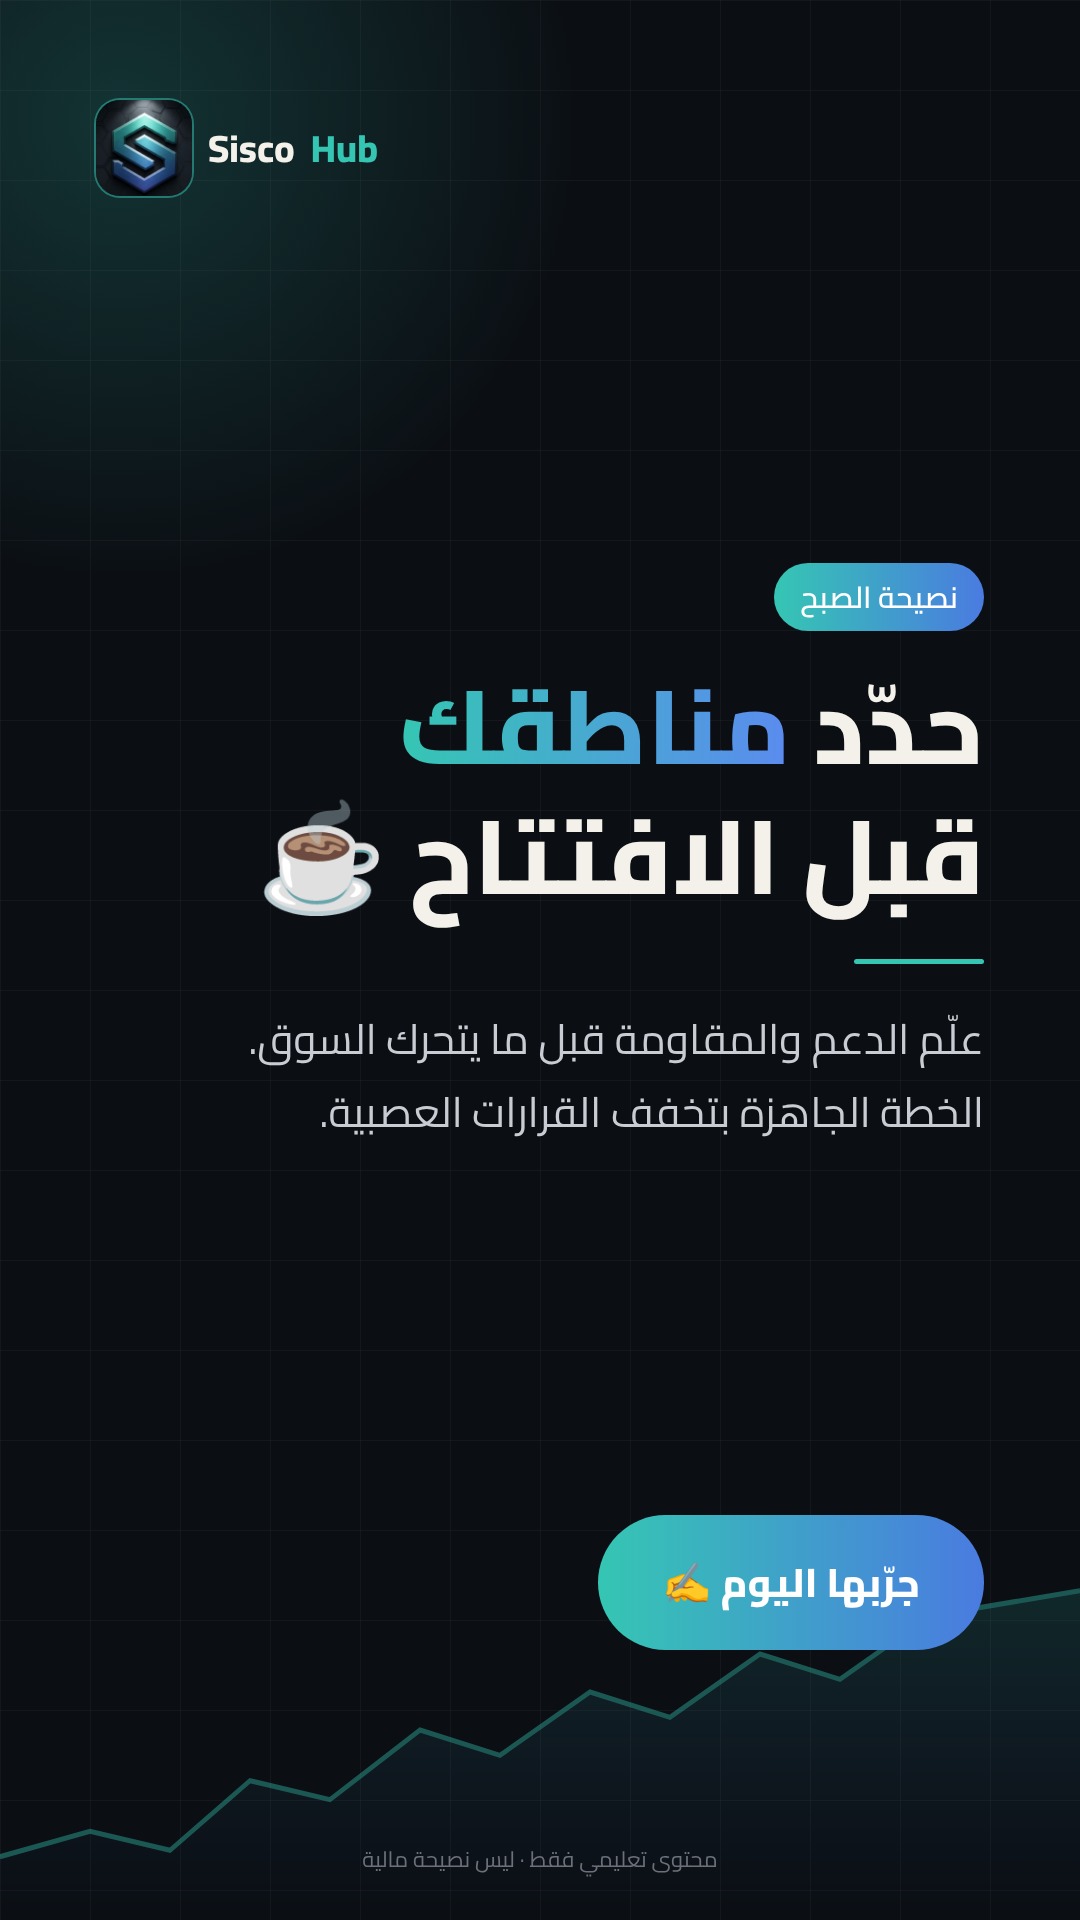 Sisco Hub
نصيحة الصبح
حدّد مناطقك
قبل الافتتاح ☕
علّم الدعم والمقاومة قبل ما يتحرك السوق.
الخطة الجاهزة بتخفف القرارات العصبية.
جرّبها اليوم ✍️
محتوى تعليمي فقط · ليس نصيحة مالية